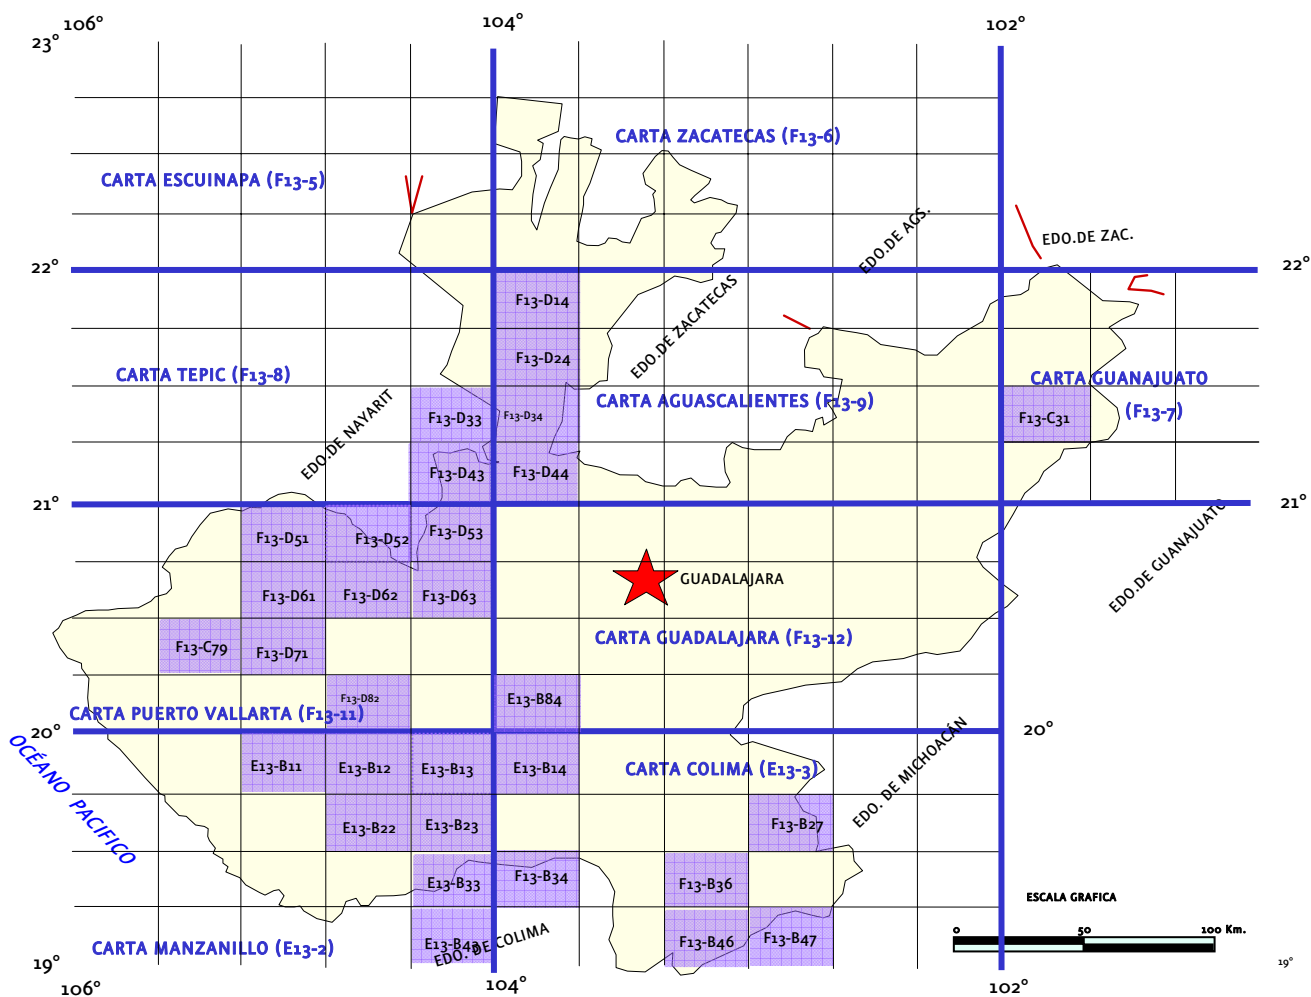 106°
104°
102°
23°
CARTA ZACATECAS (F13-6)
CARTA ESCUINAPA (F13-5)
EDO.DE AGS.
EDO.DE ZAC.
22°
22°
F13-D14
EDO.DE ZACATECAS
F13-D24
CARTA TEPIC (F13-8)
CARTA GUANAJUATO
(F13-7)
CARTA AGUASCALIENTES (F13-9)
EDO.DE NAYARIT
F13-D33
F13-D34
F13-C31
F13-D43
F13-D44
21°
21°
F13-D51
F13-D52
F13-D53
EDO.DE GUANAJUATO
GUADALAJARA
F13-D61
F13-D62
F13-D63
CARTA GUADALAJARA (F13-12)
F13-C79
F13-D71
F13-D82
E13-B84
CARTA PUERTO VALLARTA (F13-11)
20°
20°
OCÉANO PACIFICO
E13-B11
E13-B12
E13-B13
E13-B14
CARTA COLIMA (E13-3)
EDO. DE MICHOACÁN
E13-B22
E13-B23
F13-B27
E13-B33
F13-B34
F13-B36
ESCALA GRAFICA
0 50 100 Km.
E13-B43
EDO. DE COLIMA
F13-B46
F13-B47
CARTA MANZANILLO (E13-2)
19°
19°
106°
104°
102°